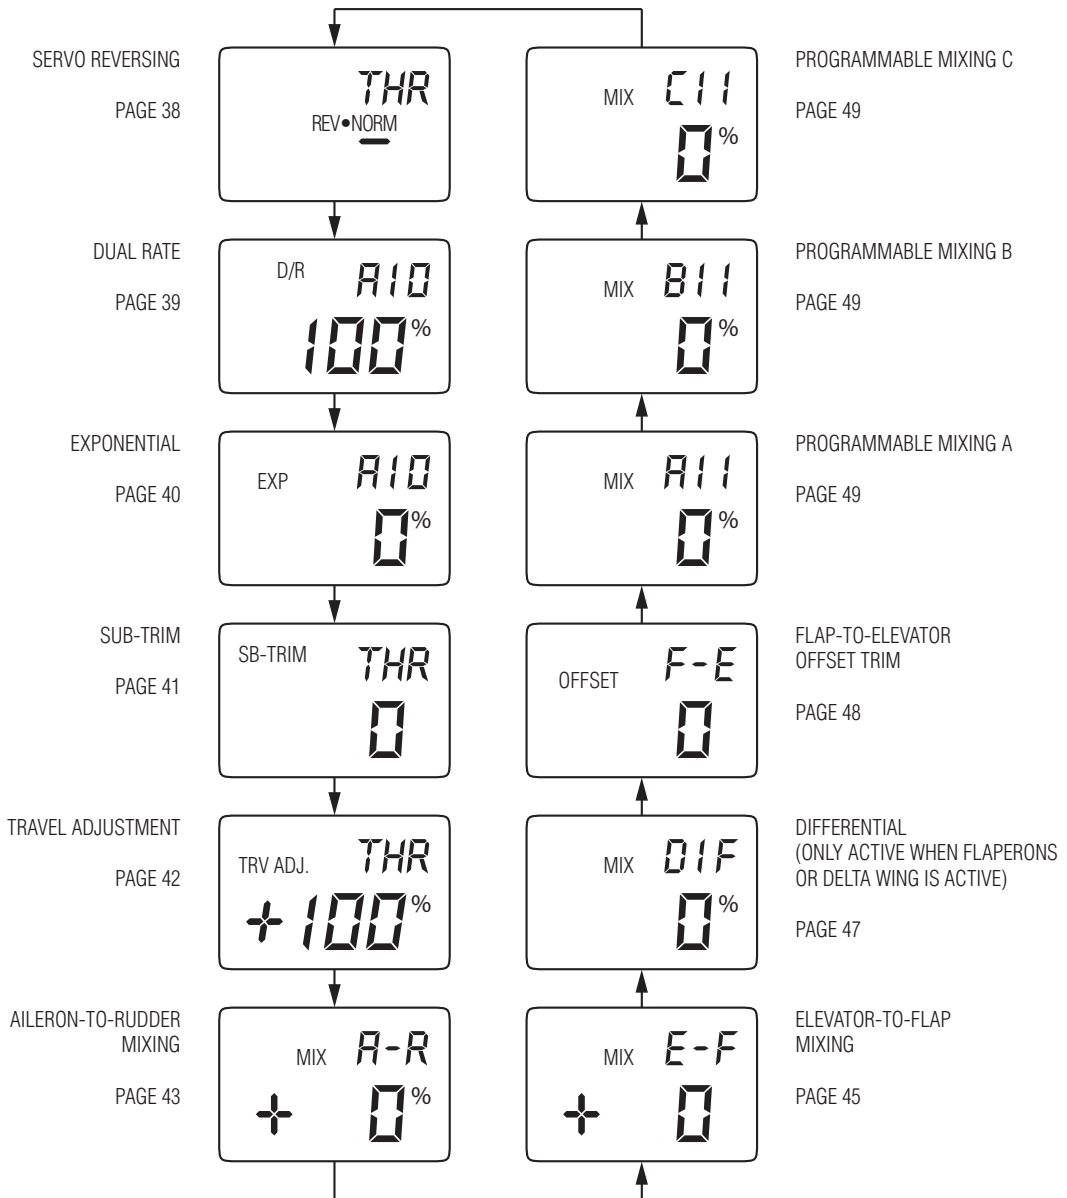 SERVO REVERSING
PAGE 38
THR
REV•NORM
DUAL RATE
PAGE 39
D/R
AIO
100%
EXPONENTIAL
PAGE 40
EXP
AIO
0%
SUB-TRIM
PAGE 41
SB-TRIM
THR
0
TRAVEL ADJUSTMENT
PAGE 42
TRV ADJ.
THR
+100%
AILERON-TO-RUDDER
MIXING
PAGE 43
MIX
A-R
+ 0%
MIX
C11
0%
PROGRAMMABLE MIXING C
PAGE 49
MIX
B11
0%
PROGRAMMABLE MIXING B
PAGE 49
MIX
A11
0%
PROGRAMMABLE MIXING A
PAGE 49
OFFSET
F-E
0
FLAP-TO-ELEVATOR
OFFSET TRIM
PAGE 48
MIX
DIF
0%
DIFFERENTIAL
(ONLY ACTIVE WHEN FLAPERONS
OR DELTA WING IS ACTIVE)
PAGE 47
MIX
E-F
+ 0
ELEVATOR-TO-FLAP
MIXING
PAGE 45